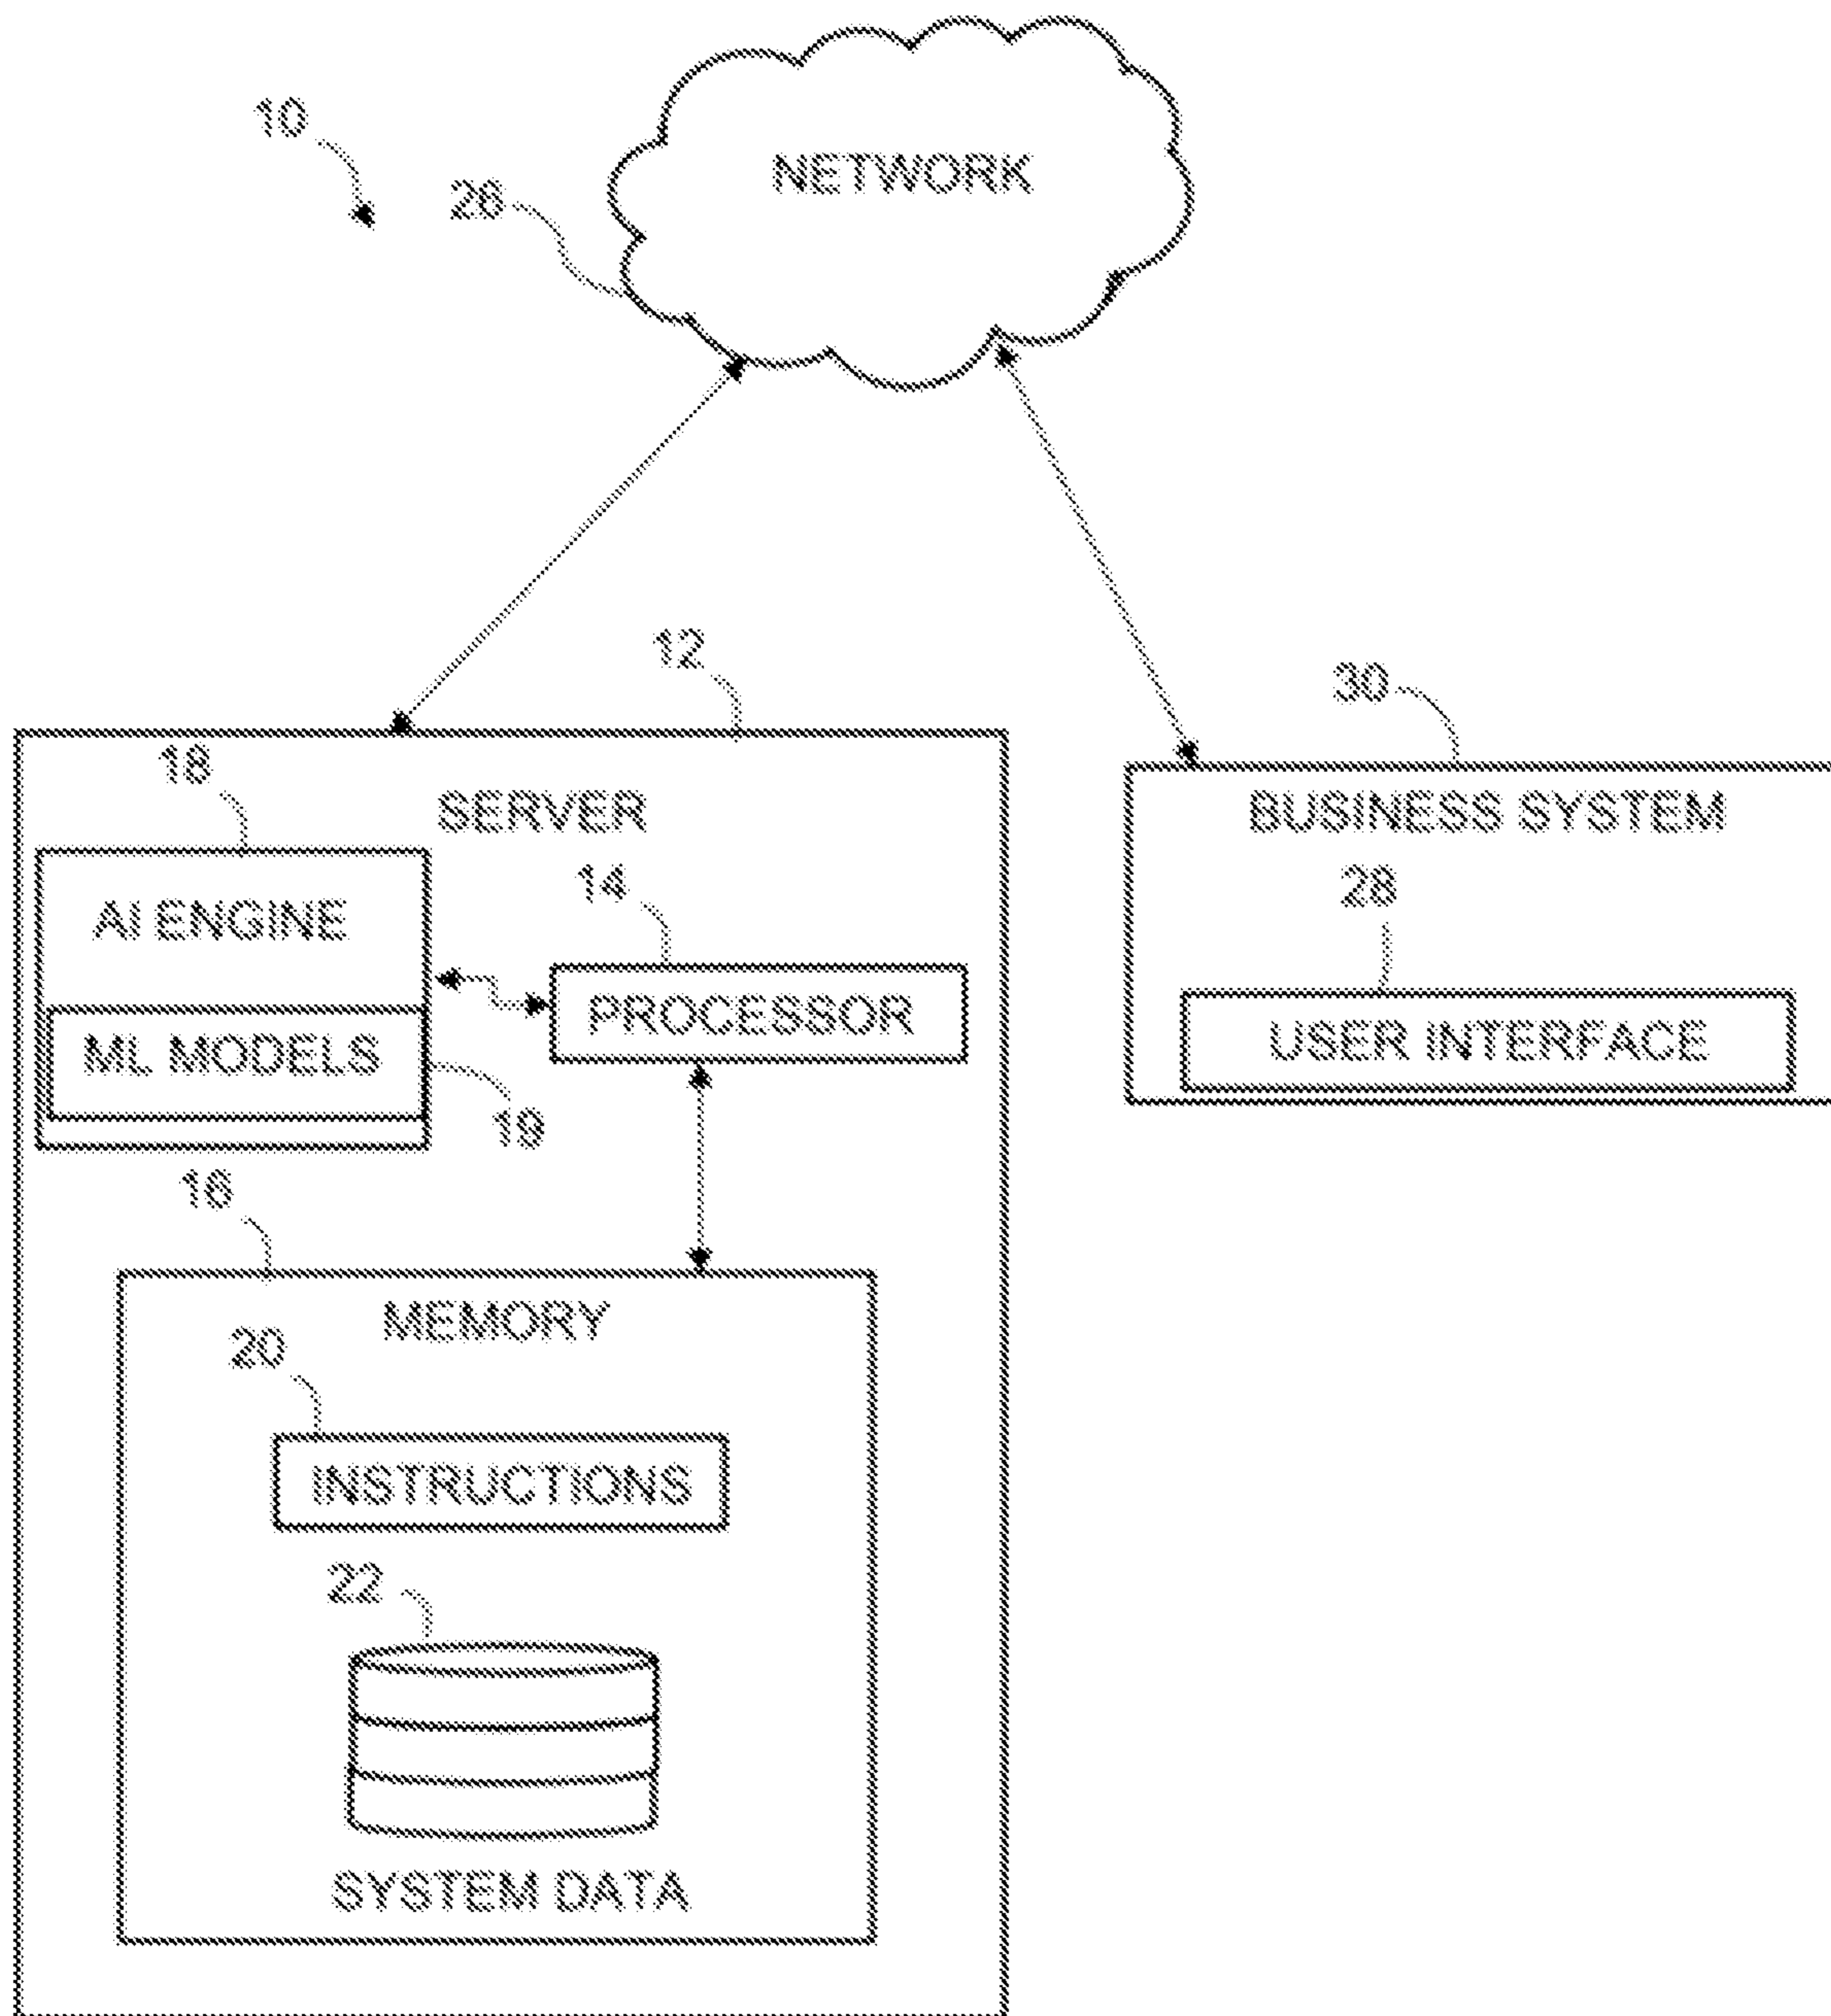 10
NETWORK
26
12
30
18
SERVER
BUSINESS SYSTEM
14
28
AI ENGINE
PROCESSOR
USER INTERFACE
ML MODELS
19
16
MEMORY
20
INSTRUCTIONS
22
SYSTEM DATA